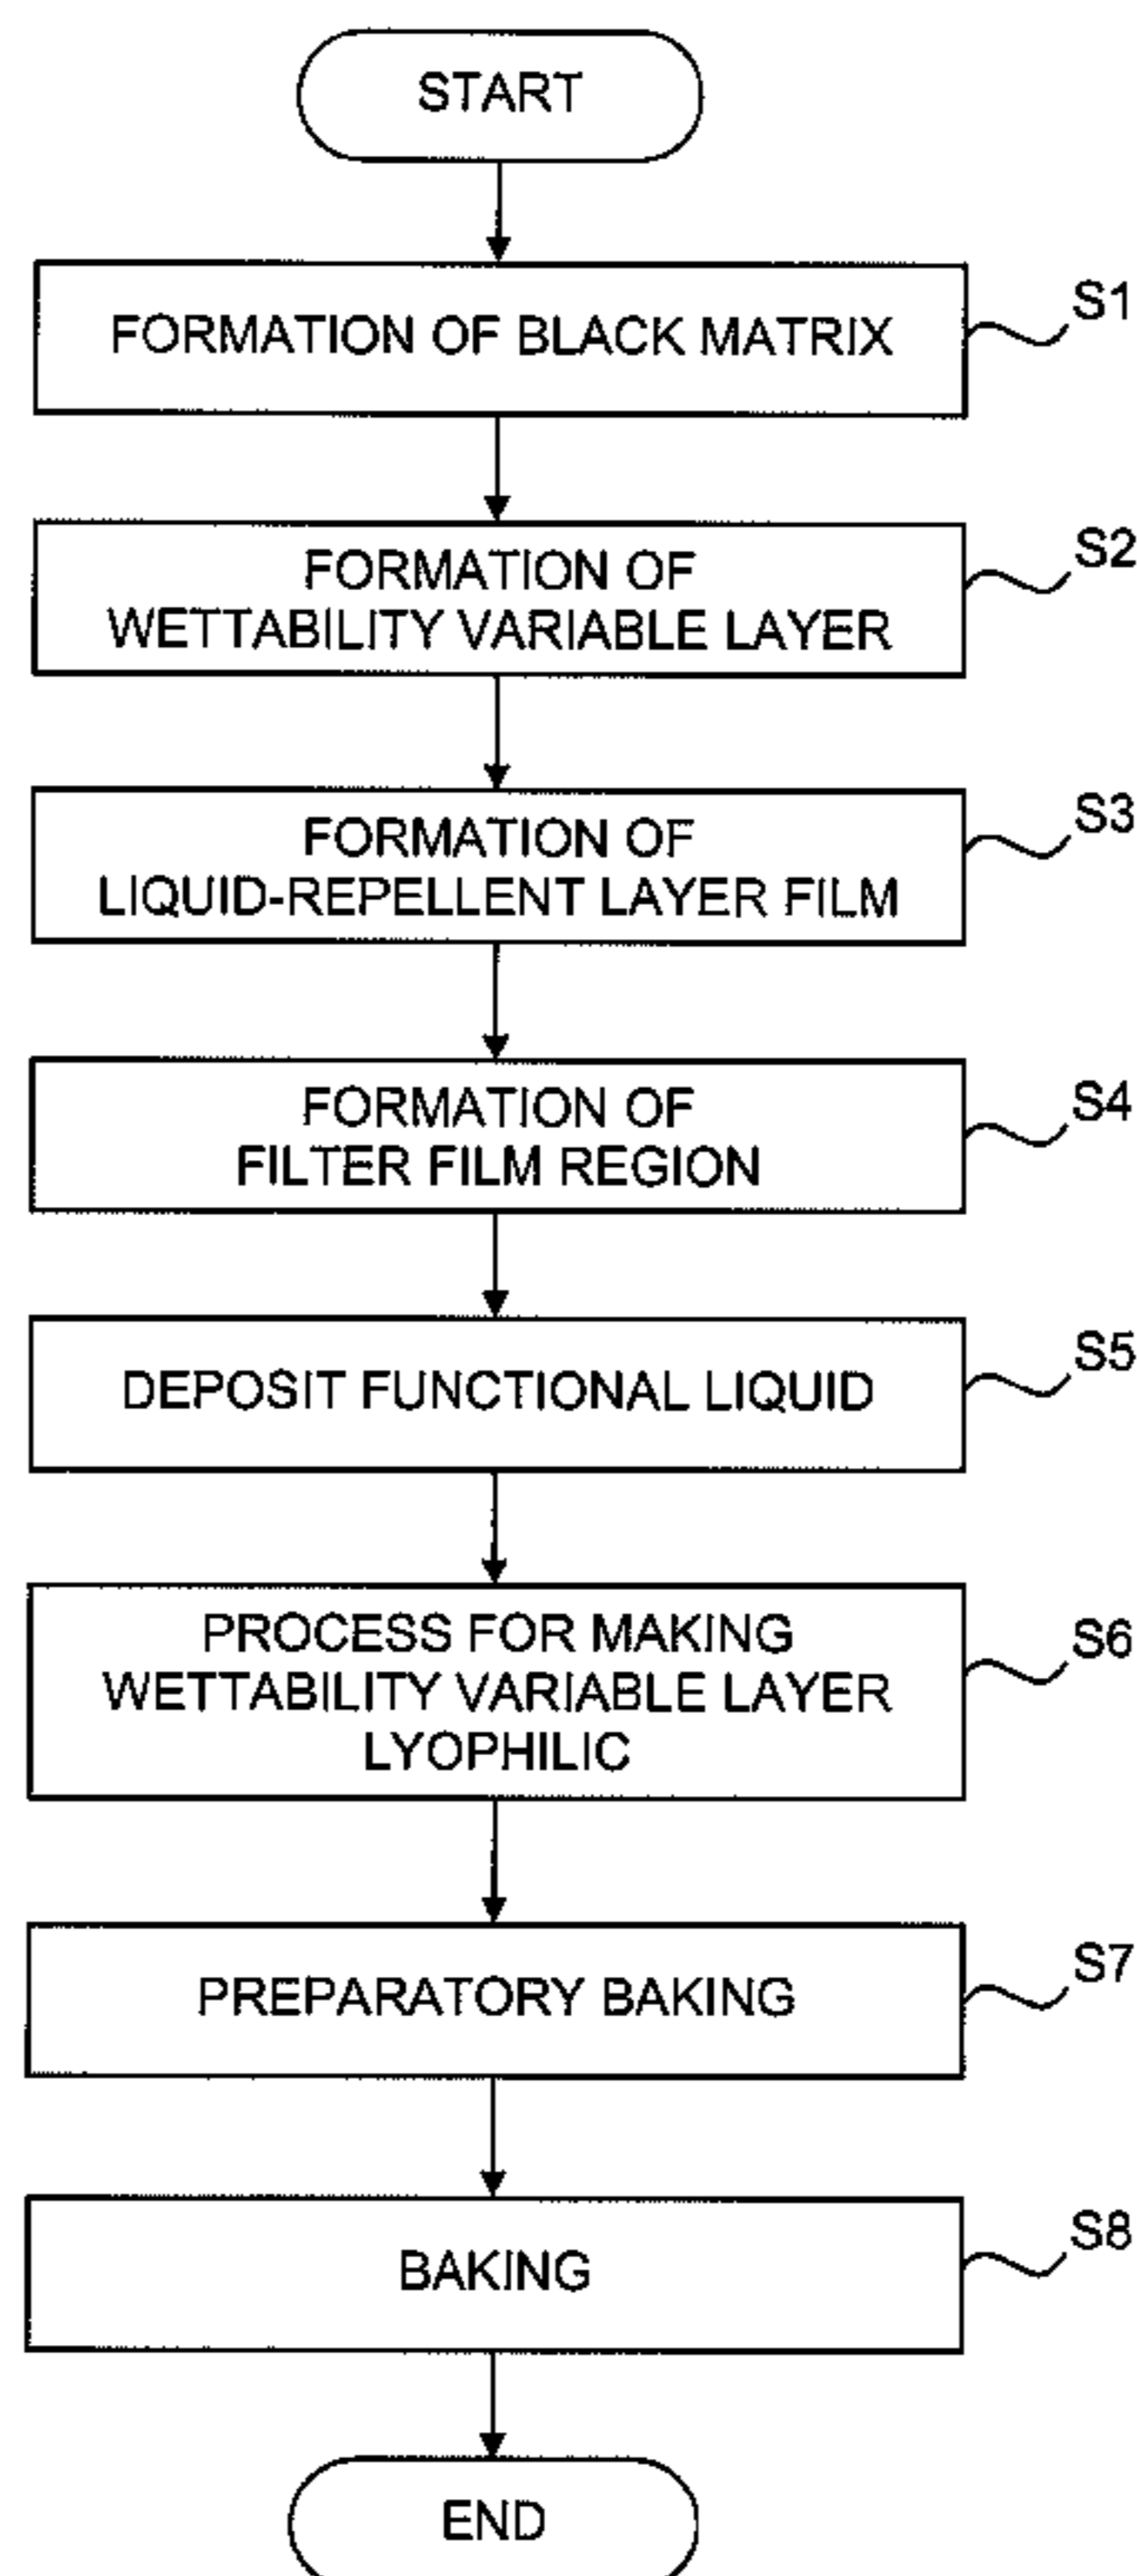 START
FORMATION OF BLACK MATRIX
S1
FORMATION OF
WETTABILITY VARIABLE LAYER
S2
FORMATION OF
LIQUID-REPELLENT LAYER FILM
S3
FORMATION OF
FILTER FILM REGION
S4
DEPOSIT FUNCTIONAL LIQUID
S5
PROCESS FOR MAKING
WETTABILITY VARIABLE LAYER
LYOPHILIC
S6
PREPARATORY BAKING
S7
BAKING
S8
END